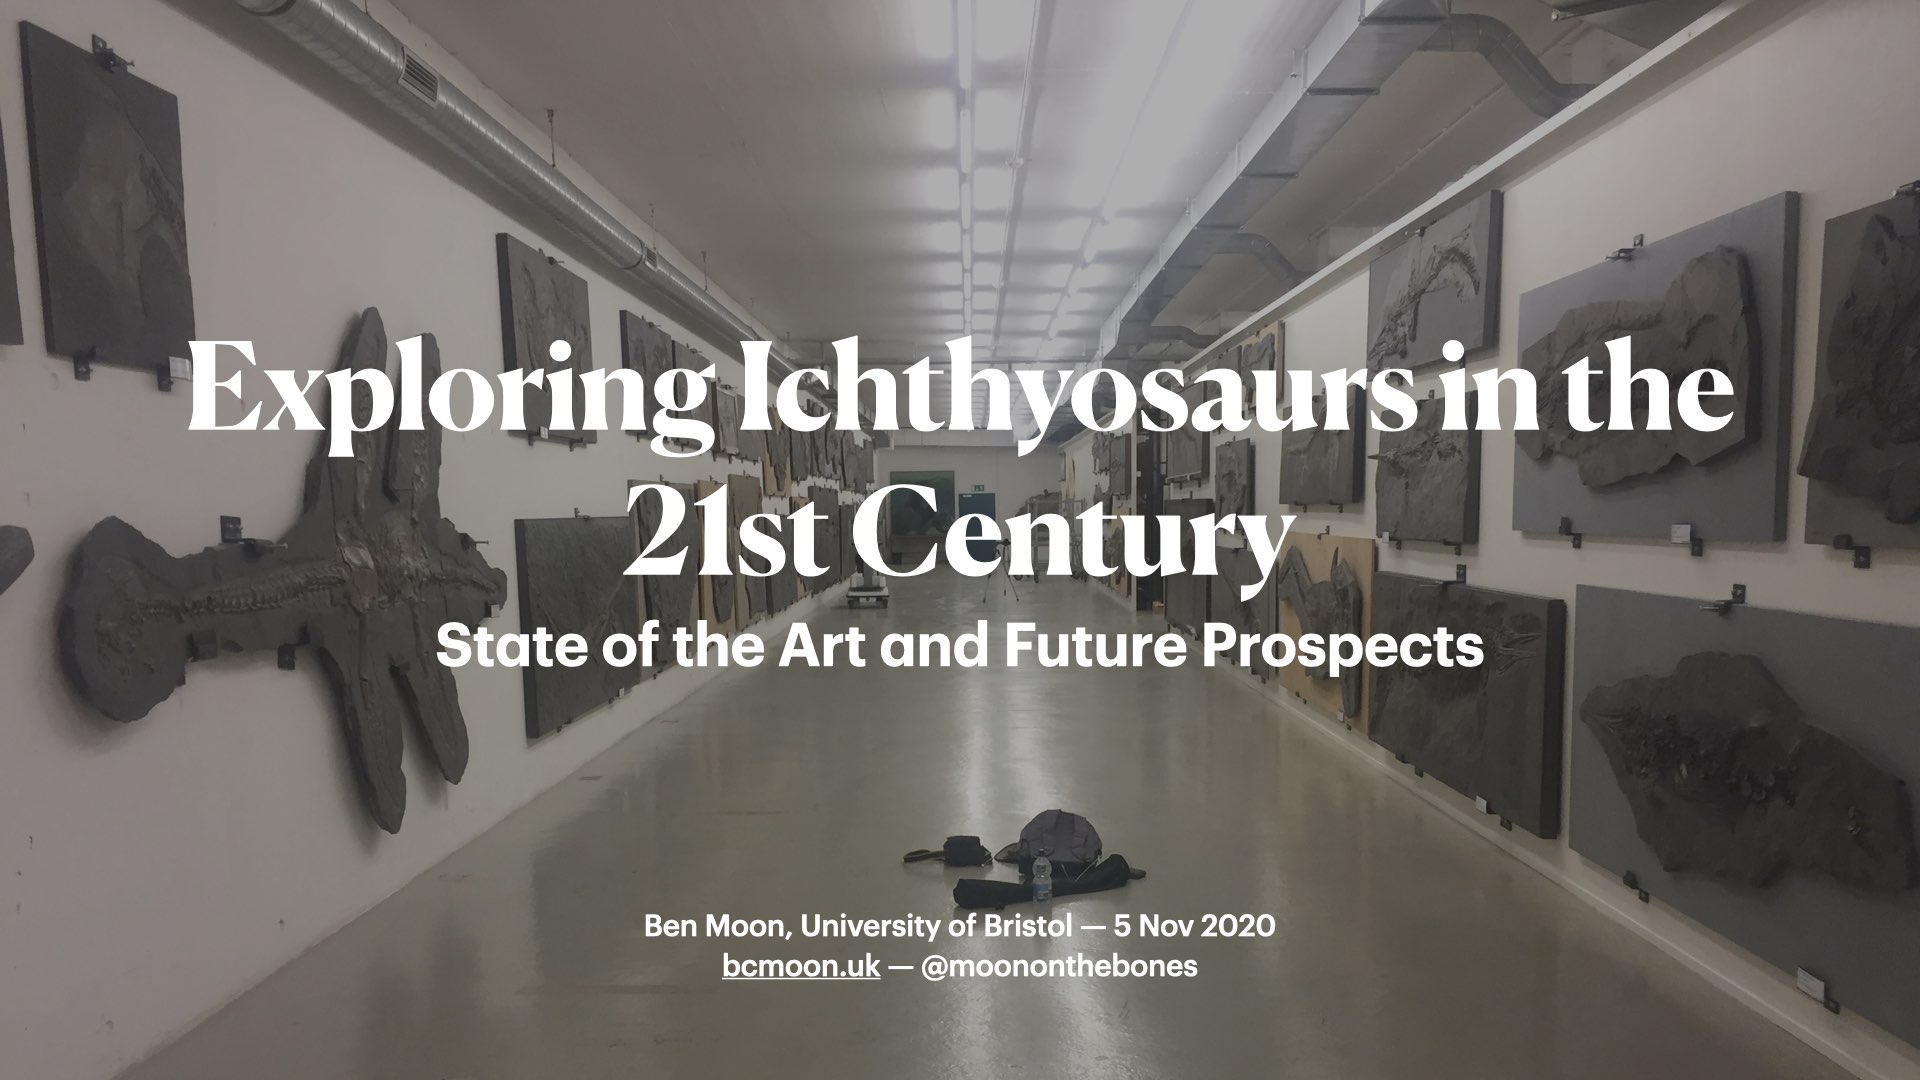 Exploring Ichthyosaurs in the
21st Century
State of the Art and Future Prospects
Ben Moon, University of Bristol — 5 Nov 2020
bcmoon.uk — @moononthebones